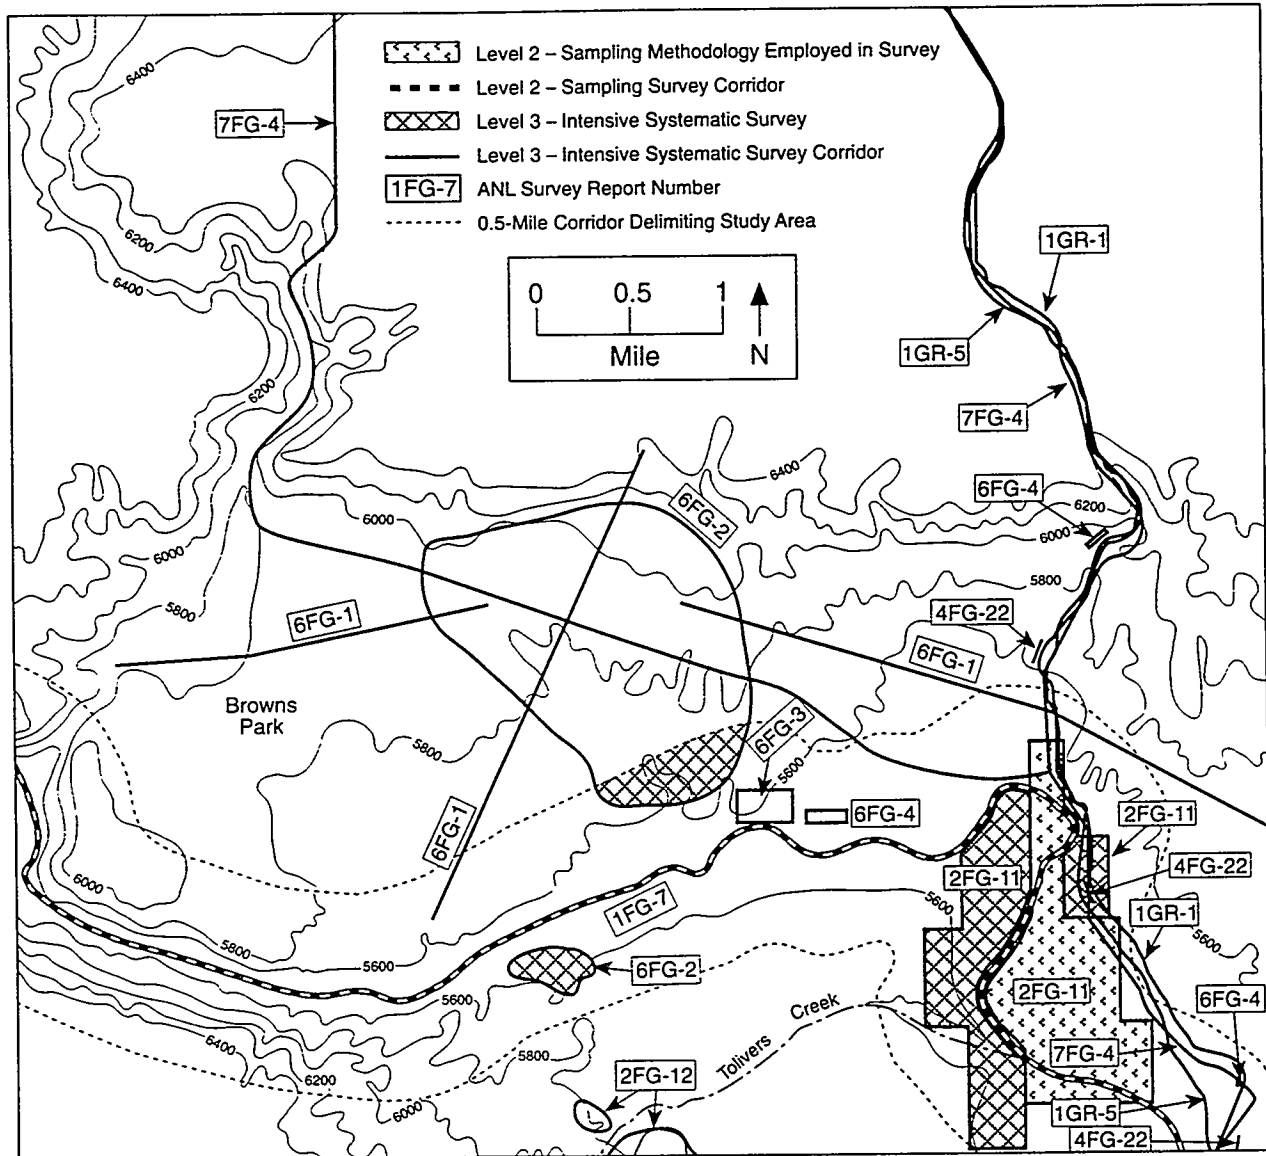 6400
7FG-4
Level 2 – Sampling Methodology Employed in Survey
Level 2 – Sampling Survey Corridor
Level 3 – Intensive Systematic Survey
Level 3 – Intensive Systematic Survey Corridor
1FG-7 ANL Survey Report Number
0.5-Mile Corridor Delimiting Study Area
6200
6400
1GR-1
0 0.5 1
Mile N
1GR-5
6200
7FG-4
6400
6FG-4
6200
6FG-2
6000
6000
6000
5800
5800
4FG-22
6FG-1
6FG-1
Browns
Park
6FG-3
5800
5600
6FG-4
2FG-11
6FG-1
4FG-22
2FG-11
6000
1FG-7
5600
1GR-1
5800
5600
5600
6FG-2
5600
2FG-11
6FG-4
Creek
6400
5800
Tolivers
7FG-4
6200
2FG-12
6000
1GR-5
4FG-22